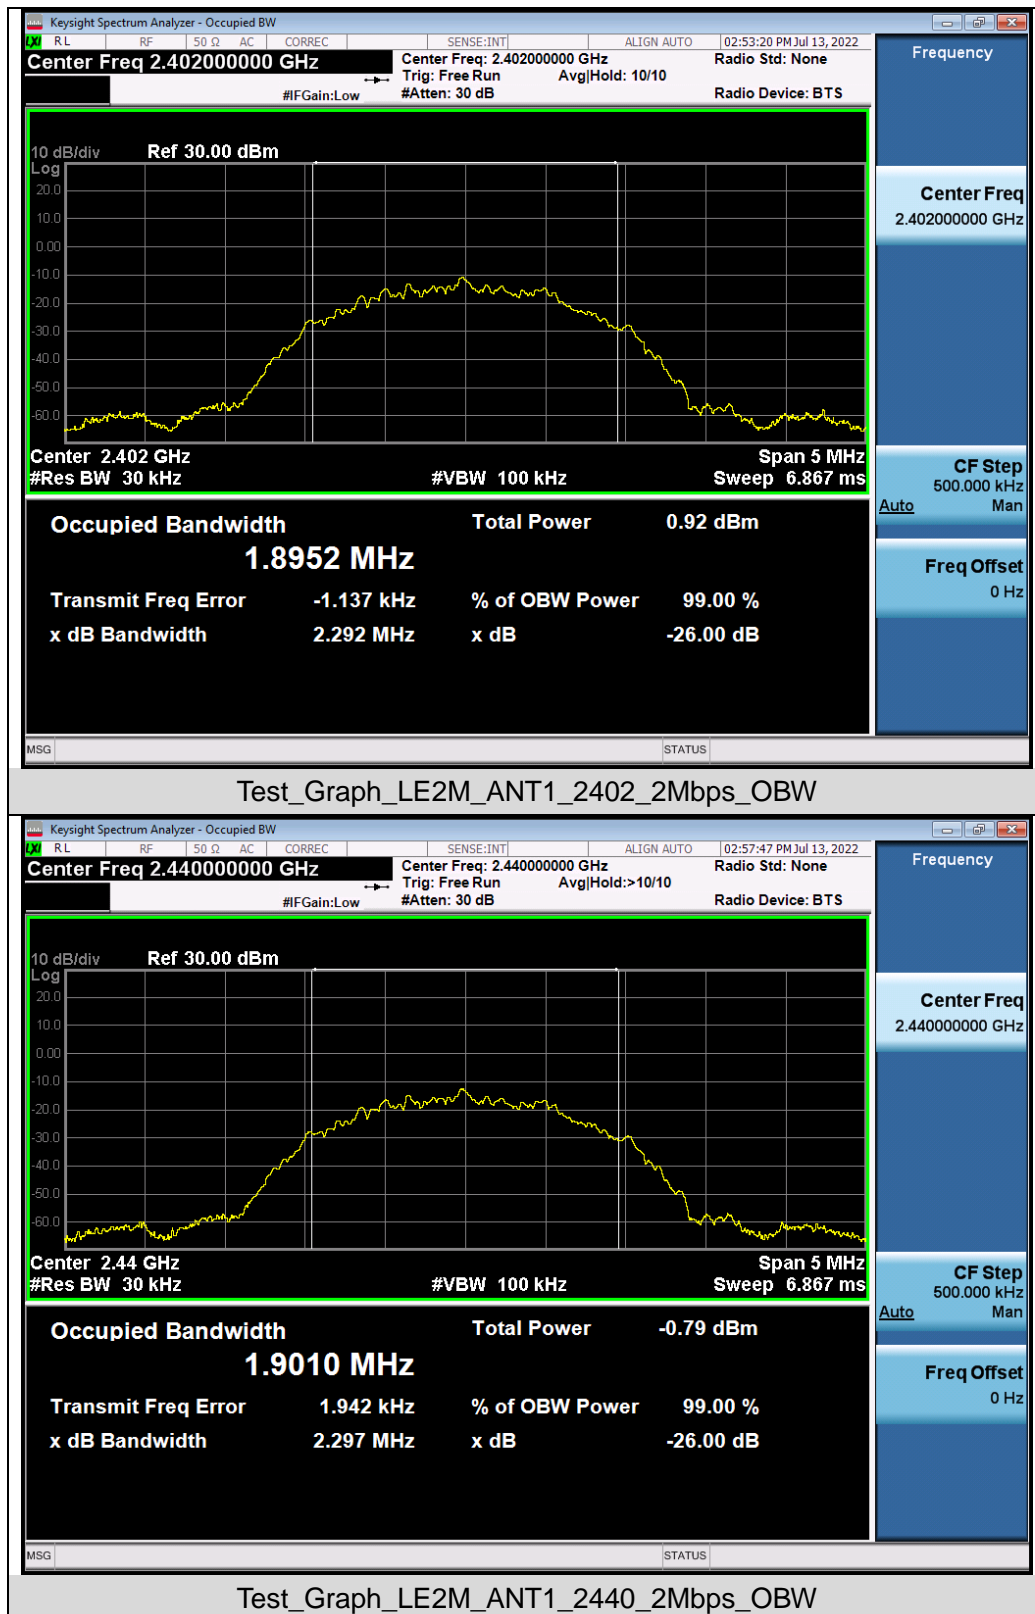 Keysight Spectrum Analyzer - Occupied BW
LXI RL RF 50 Ω AC CORREC SENSE:INT ALIGN AUTO 02:53:20 PM Jul 13, 2022
Center Freq 2.402000000 GHz
Center Freq: 2.402000000 GHz
Radio Std: None
Trig: Free Run Avg|Hold: 10/10
#IFGain:Low
#Atten: 30 dB
Radio Device: BTS
Frequency
10 dB/div Ref 30.00 dBm
Log
20.0
10.0
0.00
-10.0
-20.0
-30.0
-40.0
-50.0
-60.0
Center Freq
2.402000000 GHz
Center 2.402 GHz Span 5 MHz
#Res BW 30 kHz #VBW 100 kHz Sweep 6.867 ms
CF Step
500.000 kHz
Auto Man
Occupied Bandwidth Total Power 0.92 dBm
1.8952 MHz
Freq Offset
0 Hz
Transmit Freq Error -1.137 kHz % of OBW Power 99.00 %
x dB Bandwidth 2.292 MHz x dB -26.00 dB
MSG STATUS
Test_Graph_LE2M_ANT1_2402_2Mbps_OBW
Keysight Spectrum Analyzer - Occupied BW
LXI RL RF 50 Ω AC CORREC SENSE:INT ALIGN AUTO 02:57:47 PM Jul 13, 2022
Center Freq 2.440000000 GHz
Center Freq: 2.440000000 GHz
Radio Std: None
Trig: Free Run Avg|Hold:>10/10
#IFGain:Low
#Atten: 30 dB
Radio Device: BTS
Frequency
10 dB/div Ref 30.00 dBm
Log
20.0
10.0
0.00
-10.0
-20.0
-30.0
-40.0
-50.0
-60.0
Center Freq
2.440000000 GHz
Center 2.44 GHz Span 5 MHz
#Res BW 30 kHz #VBW 100 kHz Sweep 6.867 ms
CF Step
500.000 kHz
Auto Man
Occupied Bandwidth Total Power -0.79 dBm
1.9010 MHz
Freq Offset
0 Hz
Transmit Freq Error 1.942 kHz % of OBW Power 99.00 %
x dB Bandwidth 2.297 MHz x dB -26.00 dB
MSG STATUS
Test_Graph_LE2M_ANT1_2440_2Mbps_OBW